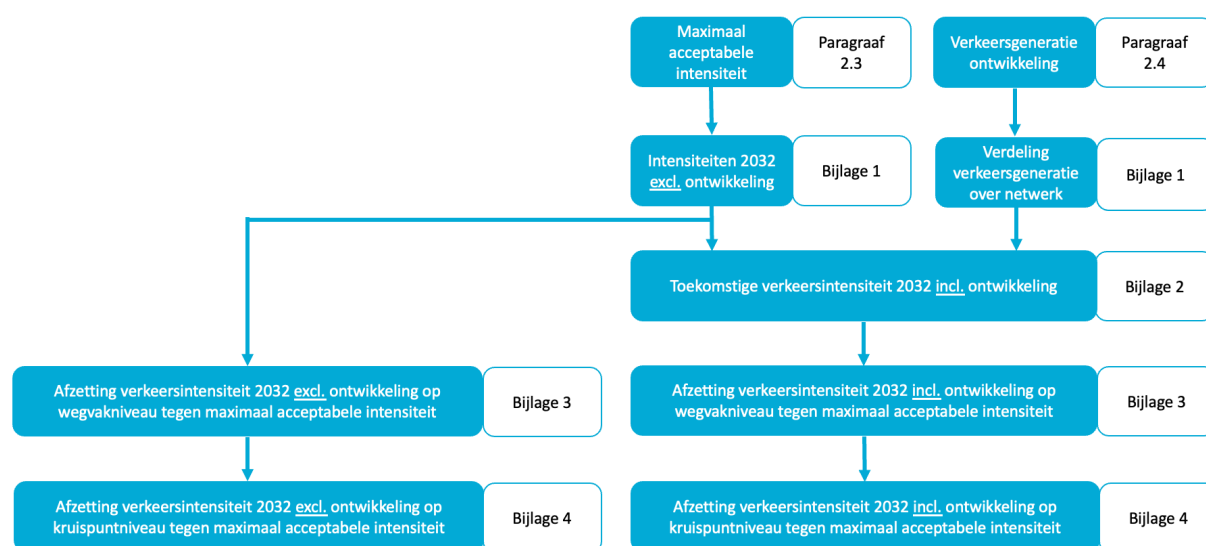 Maximaal
acceptabele
intensiteit
Paragraaf
2.3
Verkeersgeneratie
ontwikkeling
Paragraaf
2.4
Intensiteiten 2032
excl. ontwikkeling
Bijlage 1
Verdeling
verkeersgeneratie
over netwerk
Bijlage 1
Toekomstige verkeersintensiteit 2032 incl. ontwikkeling
Bijlage 2
Afzetting verkeersintensiteit 2032 excl. ontwikkeling op
wegvakniveau tegen maximaal acceptabele intensiteit
Bijlage 3
Afzetting verkeersintensiteit 2032 incl. ontwikkeling op
wegvakniveau tegen maximaal acceptabele intensiteit
Bijlage 3
Afzetting verkeersintensiteit 2032 excl. ontwikkeling op
kruispuntniveau tegen maximaal acceptabele intensiteit
Bijlage 4
Afzetting verkeersintensiteit 2032 incl. ontwikkeling op
kruispuntniveau tegen maximaal acceptabele intensiteit
Bijlage 4